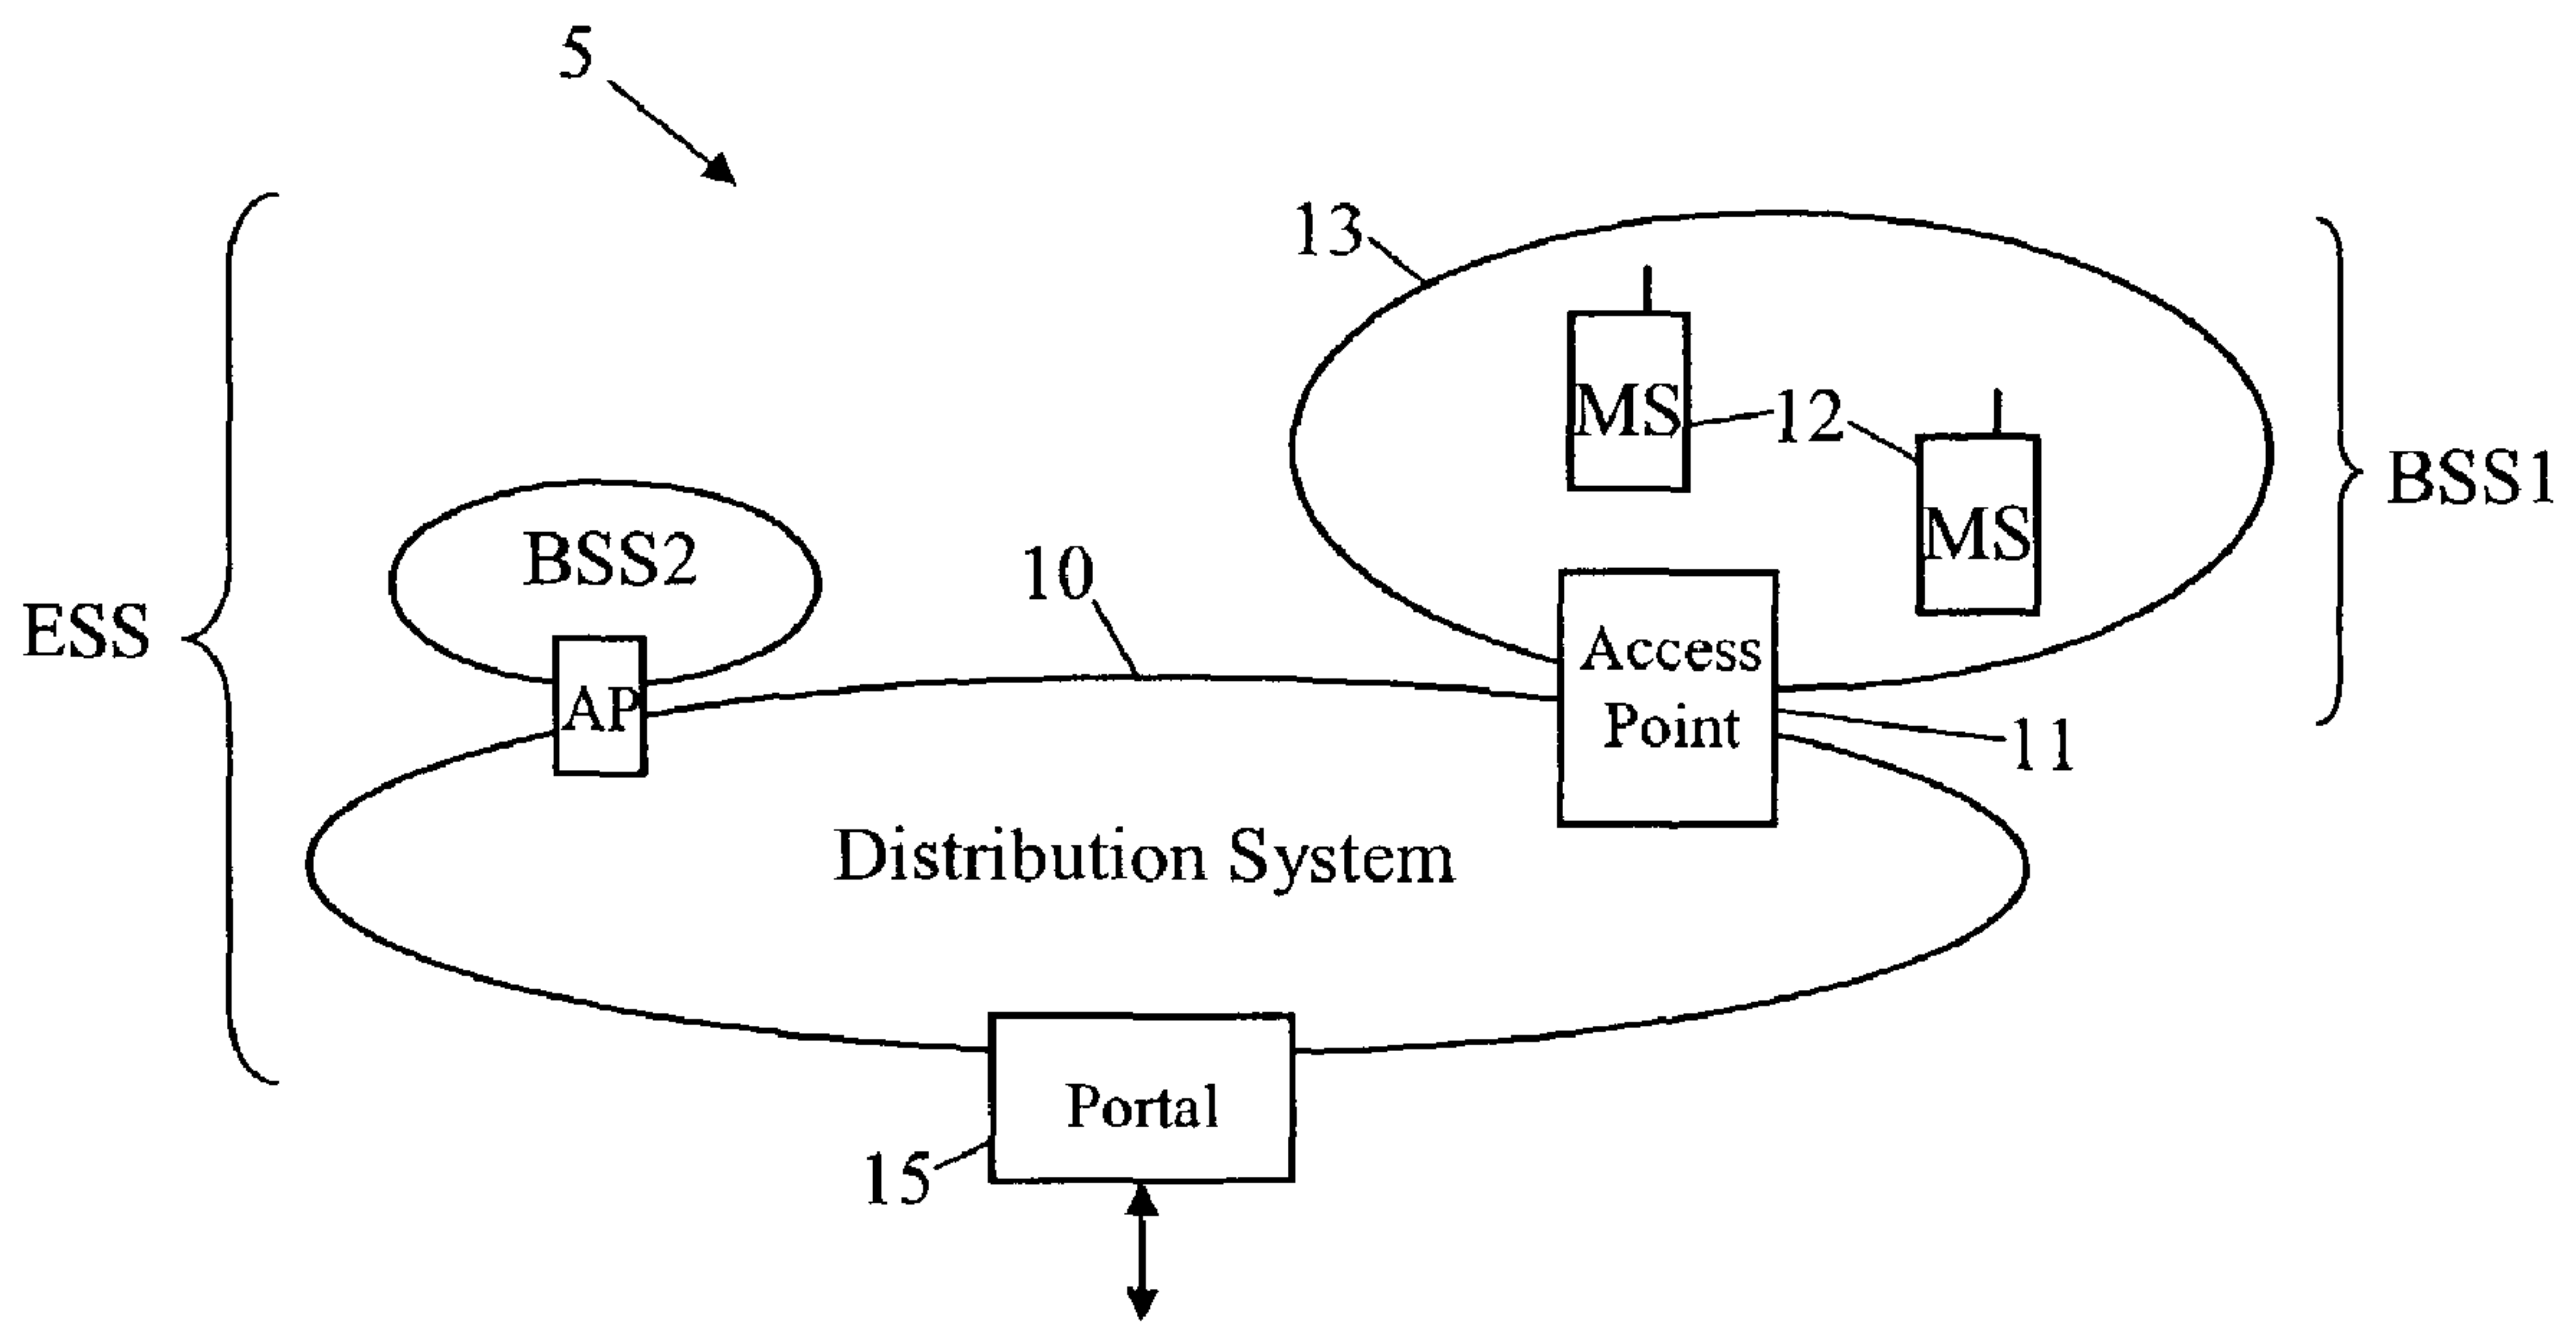 5
13
MS
12
MS
BSS1
BSS2
10
ESS
AP
Access
Point
11
Distribution System
Portal
15